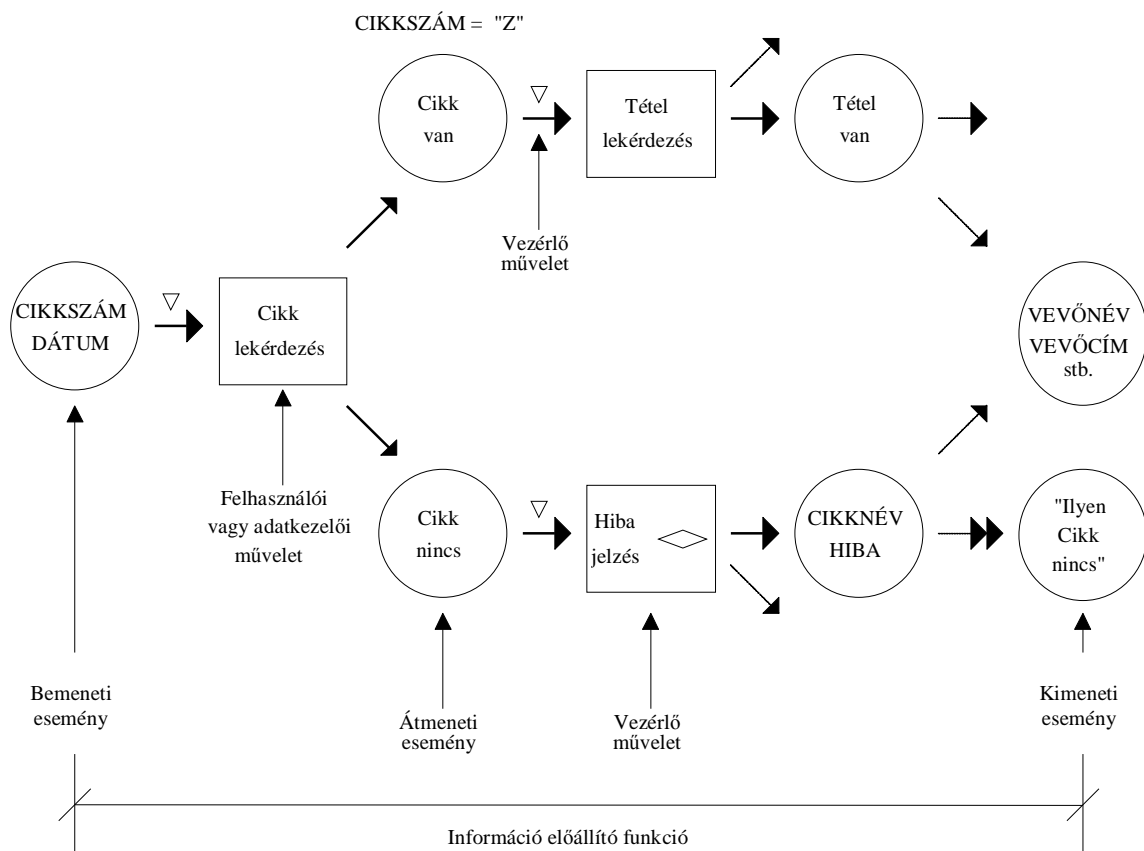 CIKKSZÁM = "Z"
Cikk
van
Tétel
lekérdezés
Tétel
van
Vezérlő
művelet
CIKKSZÁM
DÁTUM
Cikk
lekérdezés
VEVŐNÉV
VEVŐCÍM
stb.
Felhasználói
vagy adatkezelői
művelet
Cikk
nincs
Hiba
jelzés
CIKKNÉV
HIBA
"Ilyen
Cikk
nincs"
Bemeneti
esemény
Átmeneti
esemény
Vezérlő
művelet
Kimeneti
esemény
Információ előállító funkció